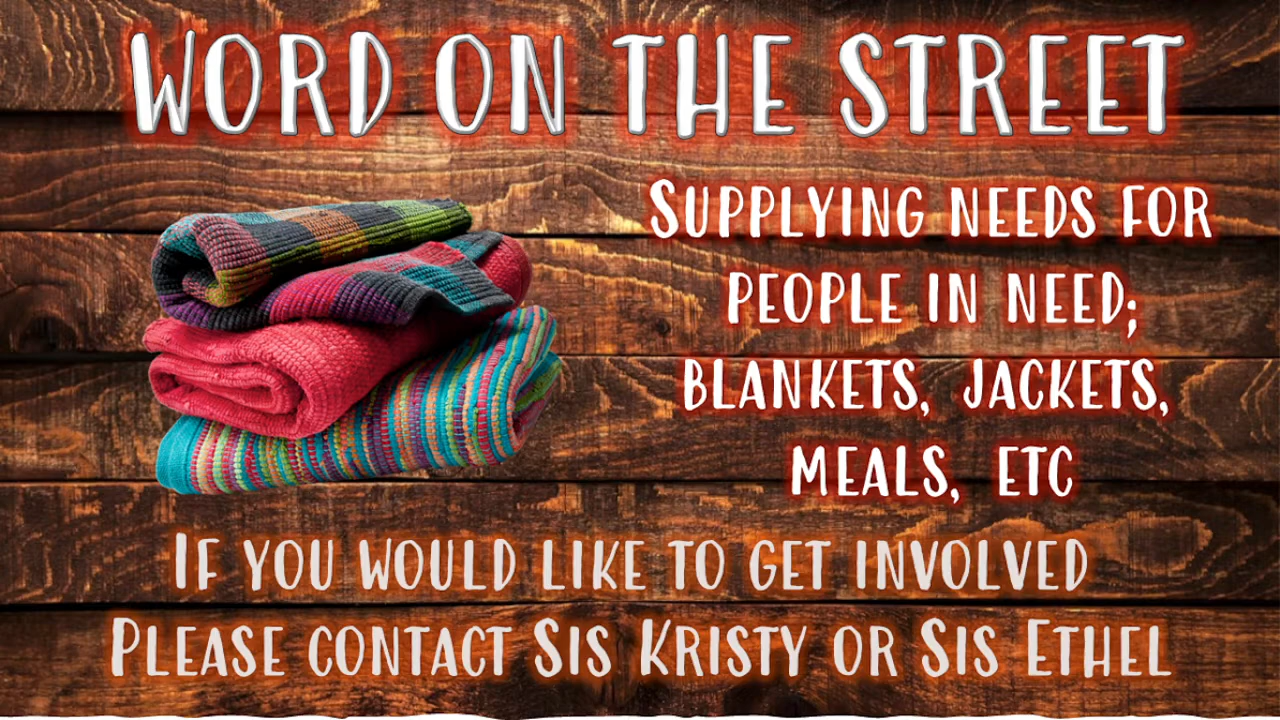 WORD ON THE STREET
SUPPLYING NEEDS FOR
PEOPLE IN NEED;
BLANKETS, JACKETS,
MEALS, ETC
IF YOU WOULD LIKE TO GET INVOLVED
PLEASE CONTACT SIS KRISTY OR SIS ETHEL